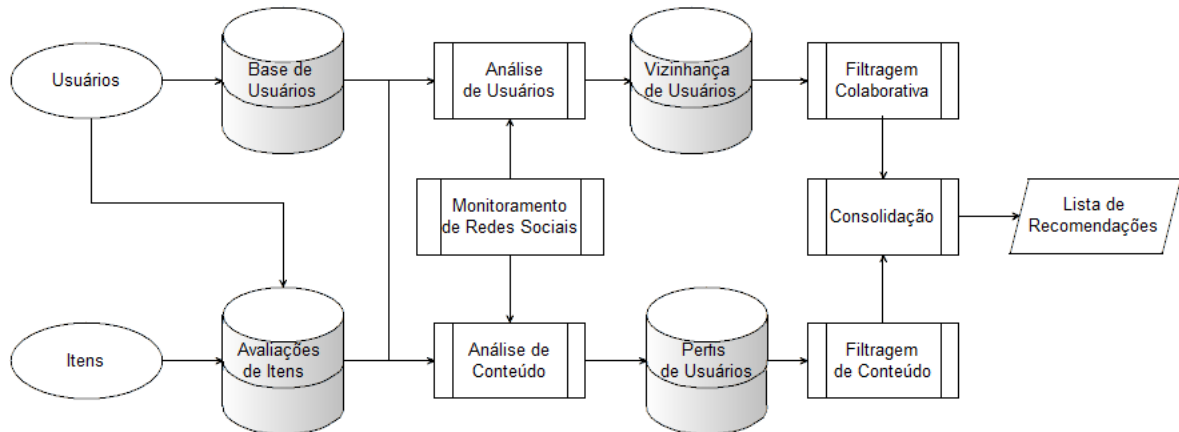 Usuários
Base de
Usuários
Análise
de Usuários
Vizinhança
de Usuários
Filtragem
Colaborativa
Monitoramento
de Redes Sociais
Consolidação
Lista de
Recomendações
Itens
Avaliações
de Itens
Análise de
Conteúdo
Perfis
de Usuários
Filtragem
de Conteúdo